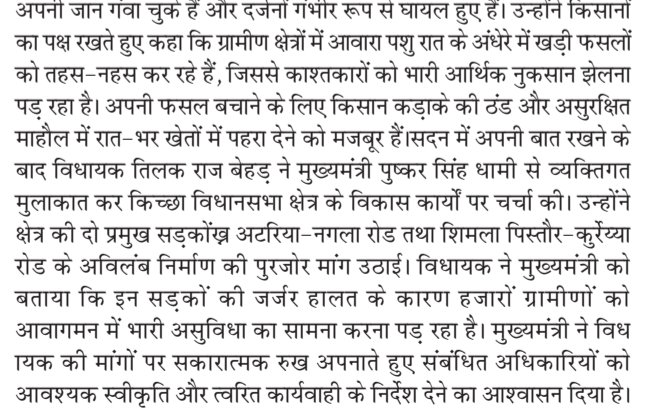 अपनी जान गंवा चुके हैं और दर्जनों गंभीर रूप से घायल हुए हैं। उन्होंने किसानों
का पक्ष रखते हुए कहा कि ग्रामीण क्षेत्रों में आवारा पशु रात के अंधेरे में खड़ी फसलों
को तहस-नहस कर रहे हैं, जिससे काश्तकारों को भारी आर्थिक नुकसान झेलना
पड़ रहा है। अपनी फसल बचाने के लिए किसान कड़ाके की ठंड और असुरक्षित
माहौल में रात-भर खेतों में पहरा देने को मजबूर हैं।सदन में अपनी बात रखने के
बाद विधायक तिलक राज बेहड़ ने मुख्यमंत्री पुष्कर सिंह धामी से व्यक्तिगत
मुलाकात कर किच्छा विधानसभा क्षेत्र के विकास कार्यों पर चर्चा की। उन्होंने
क्षेत्र की दो प्रमुख सड़कोंख्र अटरिया-नगला रोड तथा शिमला पिस्तौर-कुर्रेय्या
रोड के अविलंब निर्माण की पुरजोर मांग उठाई। विधायक ने मुख्यमंत्री को
बताया कि इन सड़कों की जर्जर हालत के कारण हजारों ग्रामीणों को
आवागमन में भारी असुविधा का सामना करना पड़ रहा है। मुख्यमंत्री ने विध
ायक की मांगों पर सकारात्मक रुख अपनाते हुए संबंधित अधिकारियों को
आवश्यक स्वीकृति और त्वरित कार्यवाही के निर्देश देने का आश्वासन दिया है।